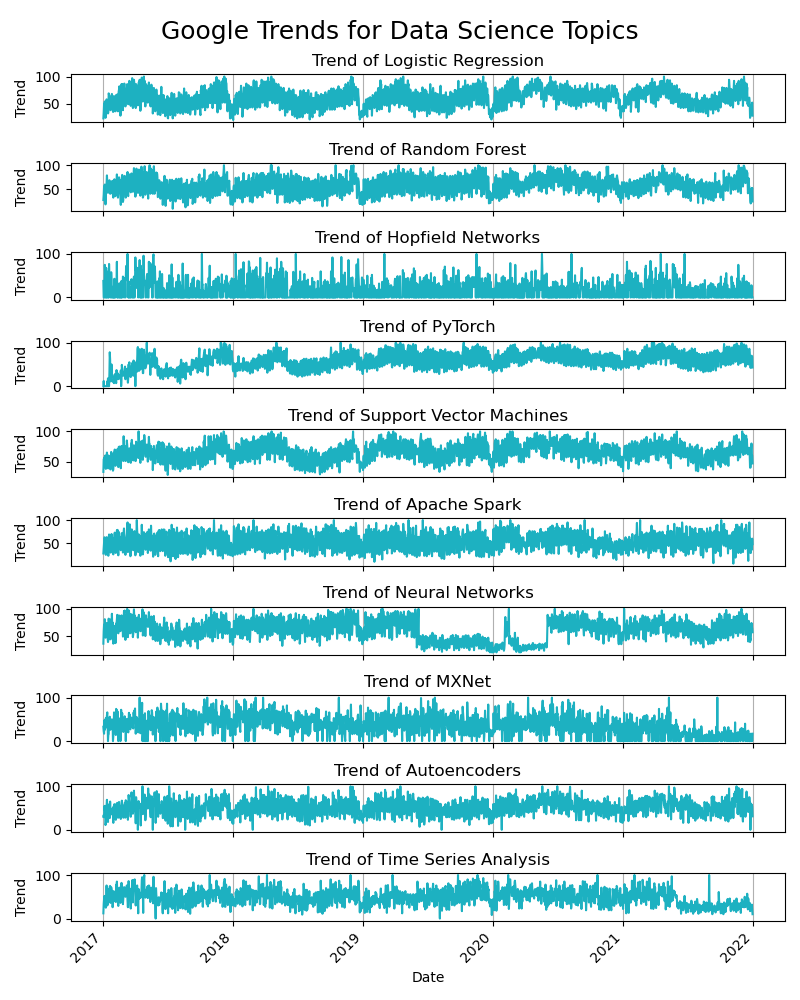 Google Trends for Data Science Topics
Trend of Logistic Regression
100
50
Trend
Trend of Random Forest
100
50
Trend
Trend of Hopfield Networks
100
0
Trend
Trend of PyTorch
100
0
Trend
Trend of Support Vector Machines
100
50
Trend
Trend of Apache Spark
100
50
Trend
Trend of Neural Networks
100
50
Trend
Trend of MXNet
100
0
Trend
Trend of Autoencoders
100
0
Trend
Trend of Time Series Analysis
100
0
Trend
2017 2018 2019 2020 2021 2022
Date